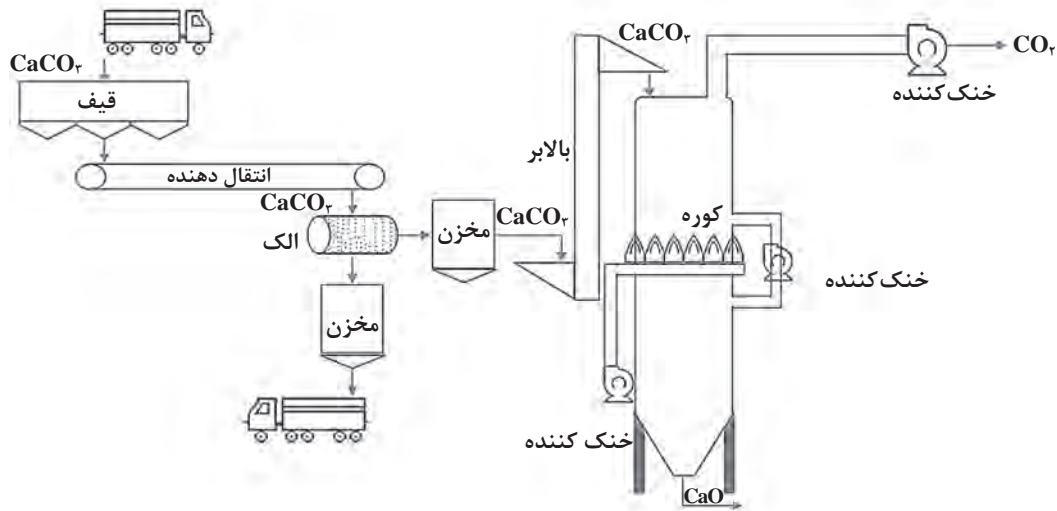 CaCO₃
قیف
انتقال دهنده
CaCO₃
الک
مخزن
مخزن
CaCO₃
بالابر
CaCO₃
CO₂
خنک کننده
کوره
خنک کننده
خنک کننده
CaO